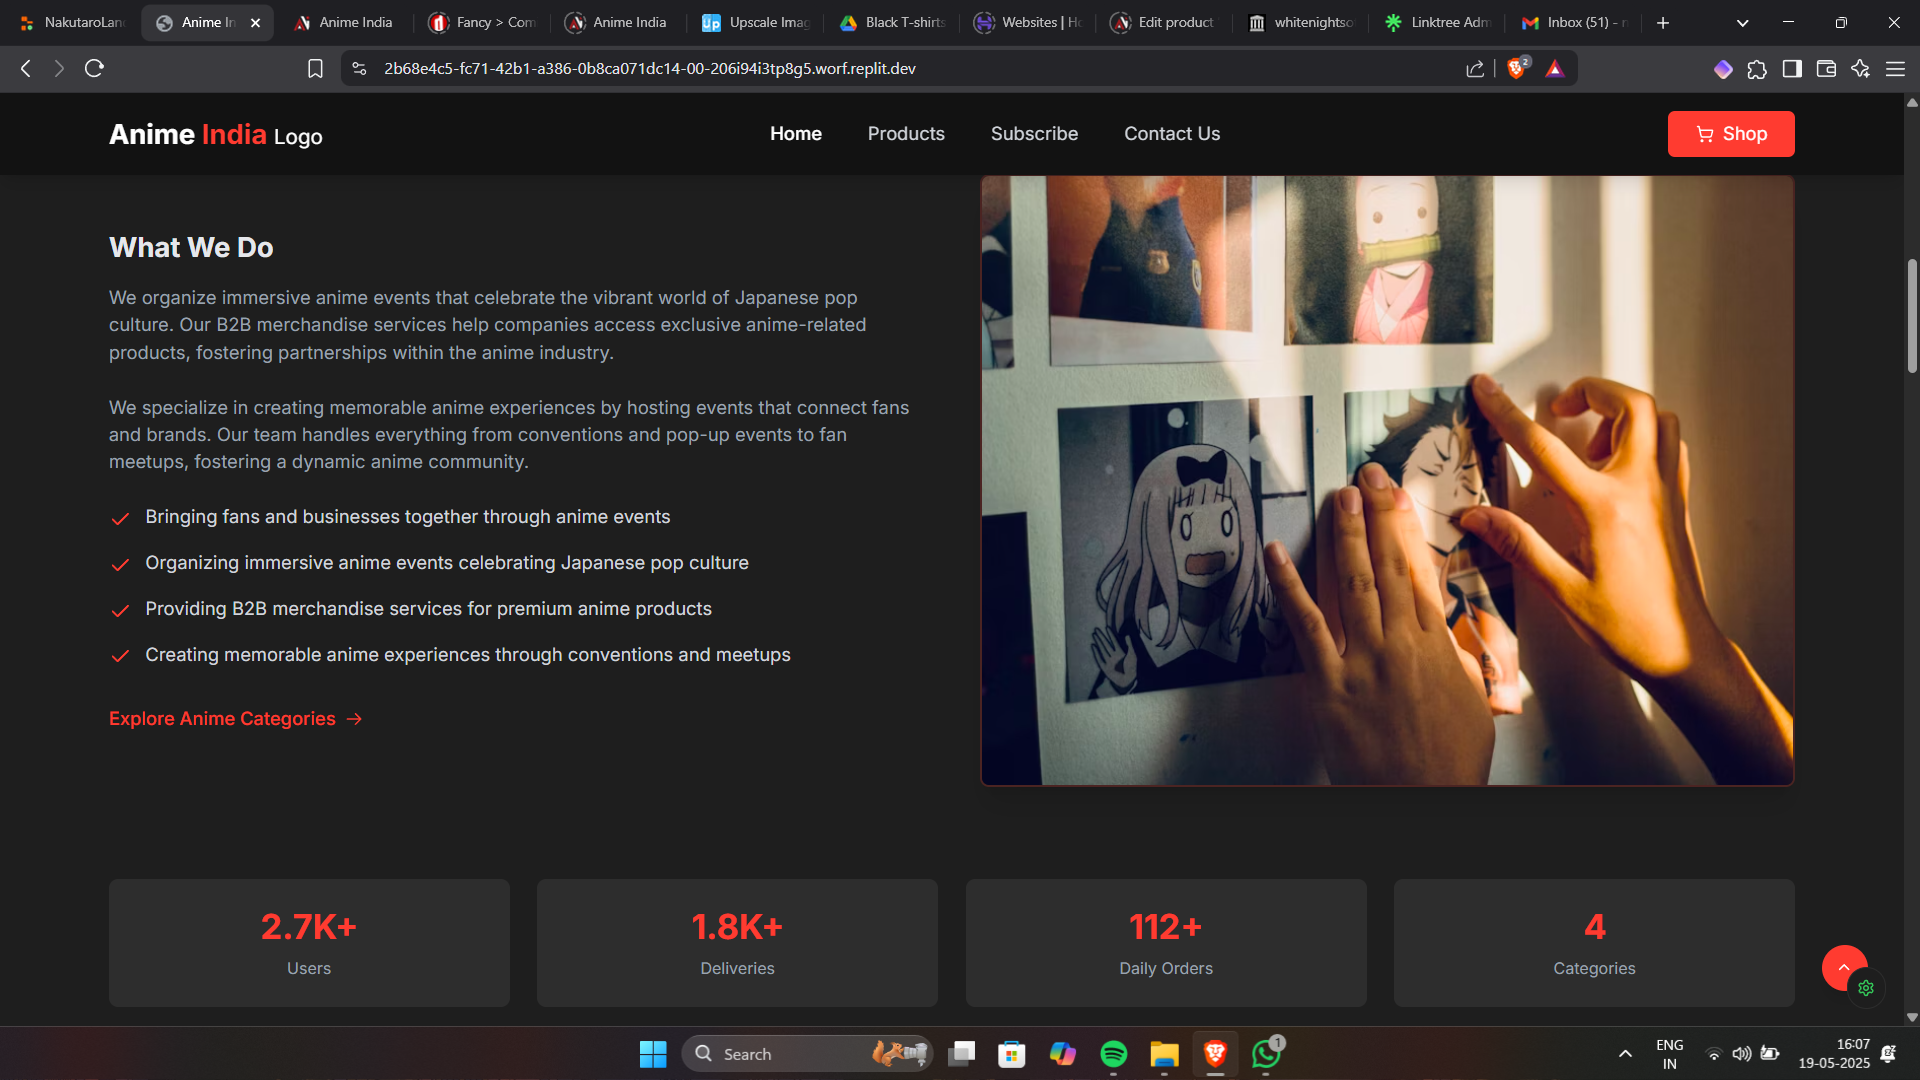 NakutaroLan
Anime In
Anime India
Fancy > Com
Anime India
Upscale Imag
Black T-shirts
Websites | Ho
Edit product
whitenightso
Linktree Adm
Inbox (51) - n
2b68e4c5-fc71-42b1-a386-0b8ca071dc14-00-206i94i3tp8g5.worf.replit.dev
2
Anime India Logo
Home
Products
Subscribe
Contact Us
Shop
What We Do
We organize immersive anime events that celebrate the vibrant world of Japanese pop
culture. Our B2B merchandise services help companies access exclusive anime-related
products, fostering partnerships within the anime industry.
We specialize in creating memorable anime experiences by hosting events that connect fans
and brands. Our team handles everything from conventions and pop-up events to fan
meetups, fostering a dynamic anime community.
Bringing fans and businesses together through anime events
Organizing immersive anime events celebrating Japanese pop culture
Providing B2B merchandise services for premium anime products
Creating memorable anime experiences through conventions and meetups
Explore Anime Categories
2.7K+
Users
1.8K+
Deliveries
112+
Daily Orders
4
Categories
Search
1
ENG
IN
16:07
19-05-2025